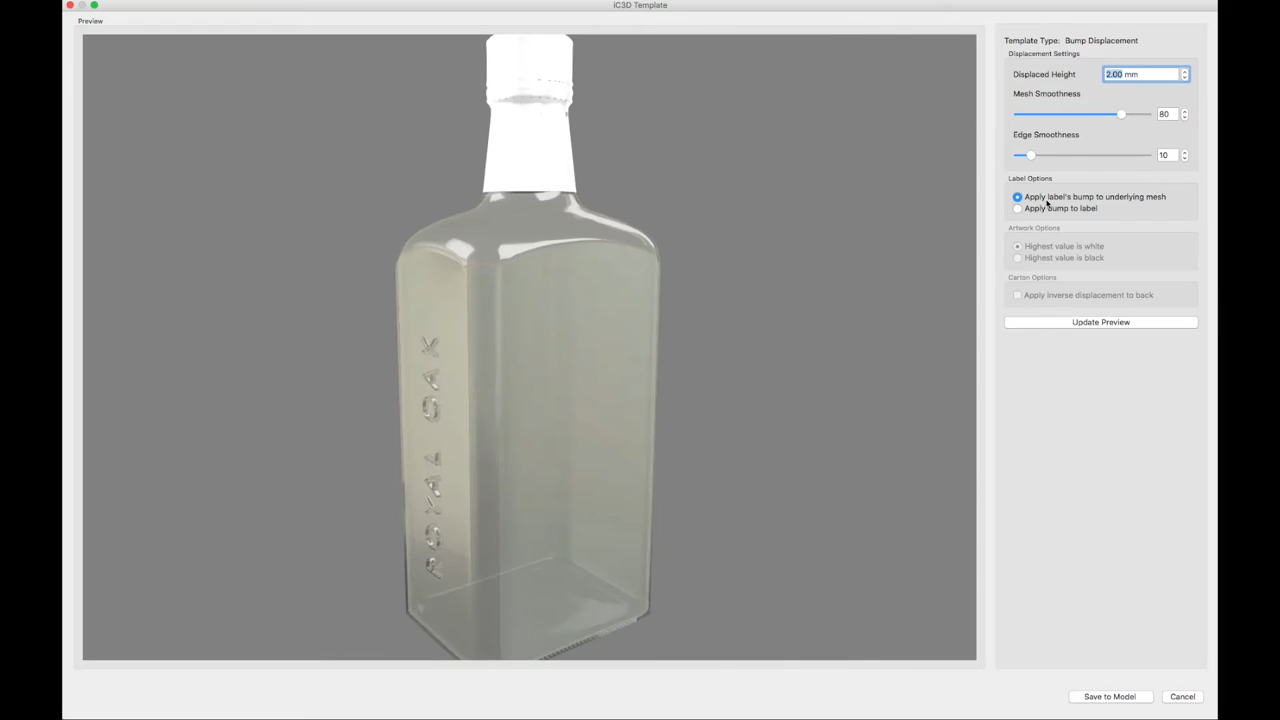 iC3D Template
Preview
Template Type: Bump Displacement
Displacement Settings
Displaced Height 2.00 mm
Mesh Smoothness
80
Edge Smoothness
10
Label Options
Apply label's bump to underlying mesh
Apply bump to label
Artwork Options
Highest value is white
Highest value is black
Carton Options
Apply inverse displacement to back
Update Preview
ROYAL OAK
Save to Model Cancel